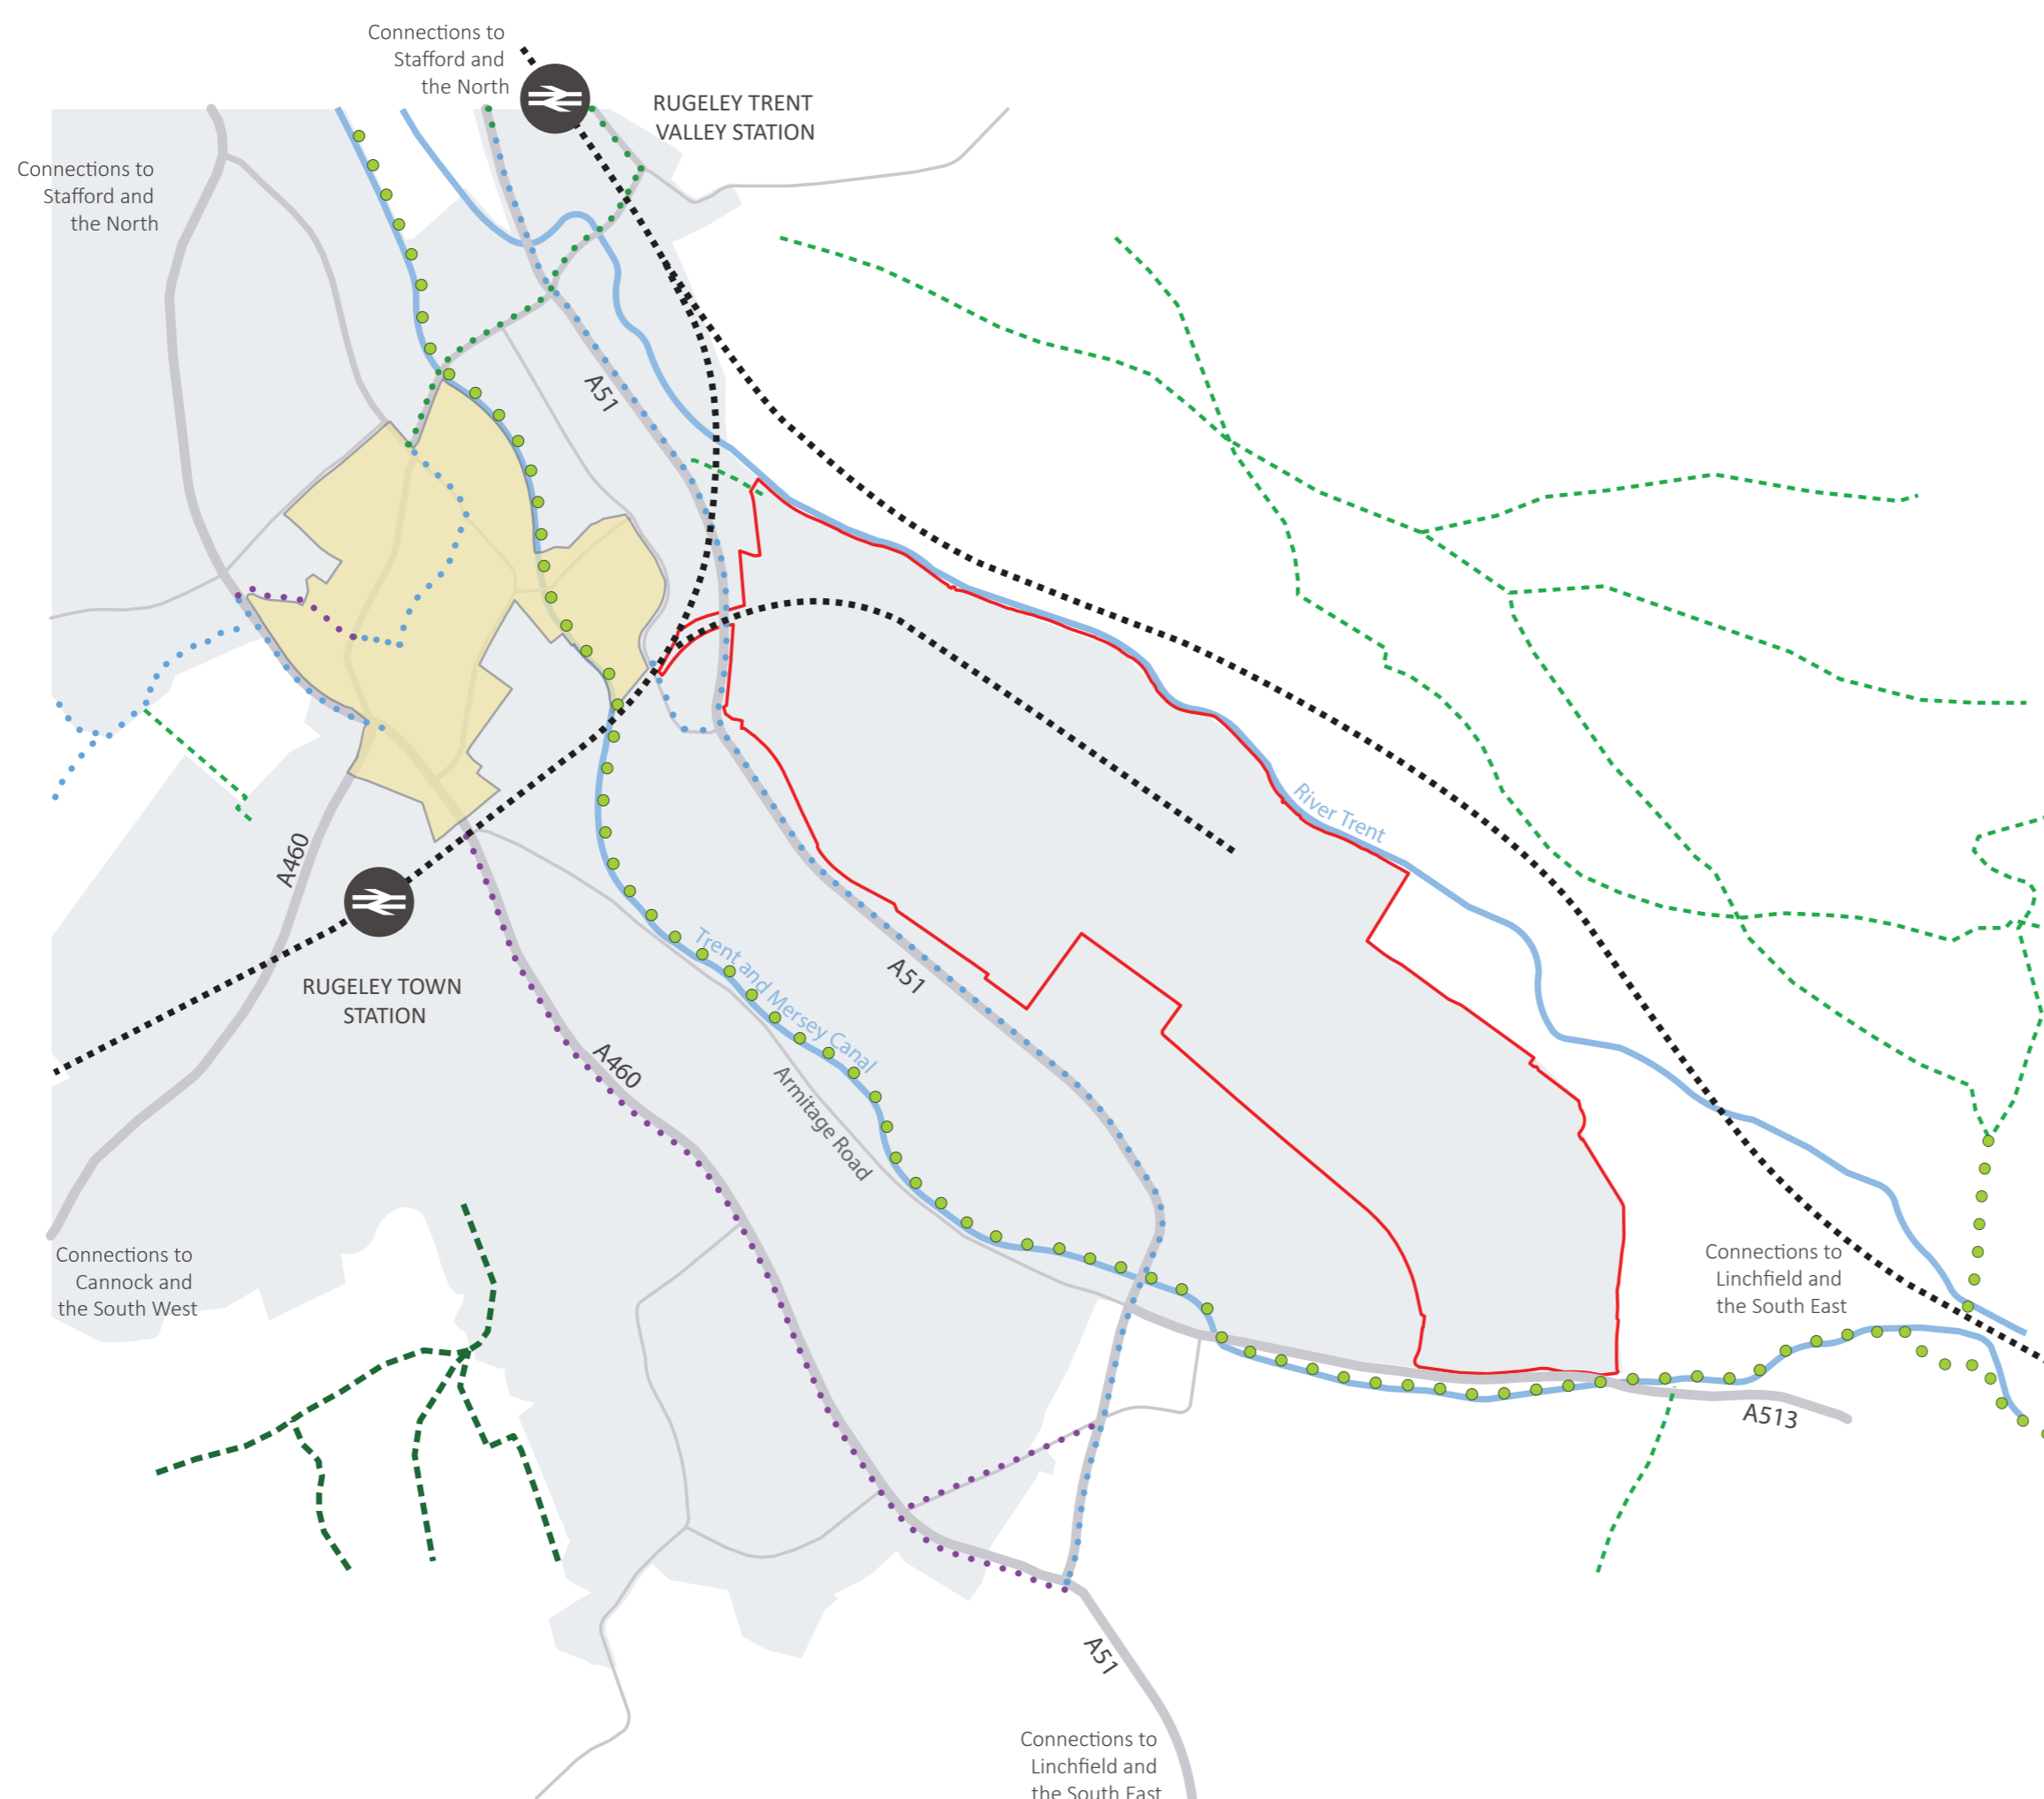 Connections to
Stafford and
the North
RUGELEY TRENT
VALLEY STATION
Connections to
Stafford and
the North
A51
River Trent
A460
RUGELEY TOWN
STATION
Trent and Mersey Canal
A51
A460
Armitage Road
Connections to
Cannock and
the South West
Connections to
Linchfield and
the South East
A513
A51
Connections to
Linchfield and
the South East